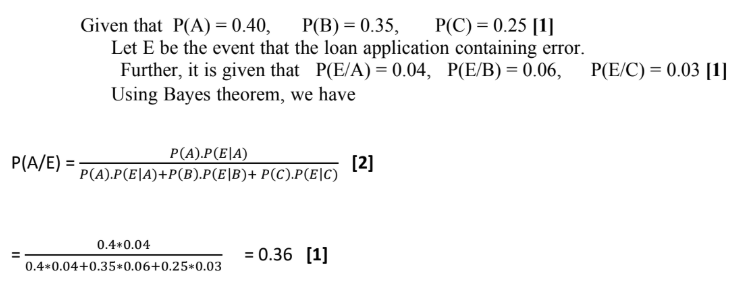 Given that P(A) = 0.40, P(B) = 0.35, P(C) = 0.25 [1]
Let E be the event that the loan application containing error.
Further, it is given that P(E/A) = 0.04, P(E/B) = 0.06, P(E/C) = 0.03 [1]
Using Bayes theorem, we have
P(A/E) = P(A).P(E|A) / P(A).P(E|A)+P(B).P(E|B)+ P(C).P(E|C) [2]
= 0.4*0.04 / 0.4*0.04+0.35*0.06+0.25*0.03 = 0.36 [1]